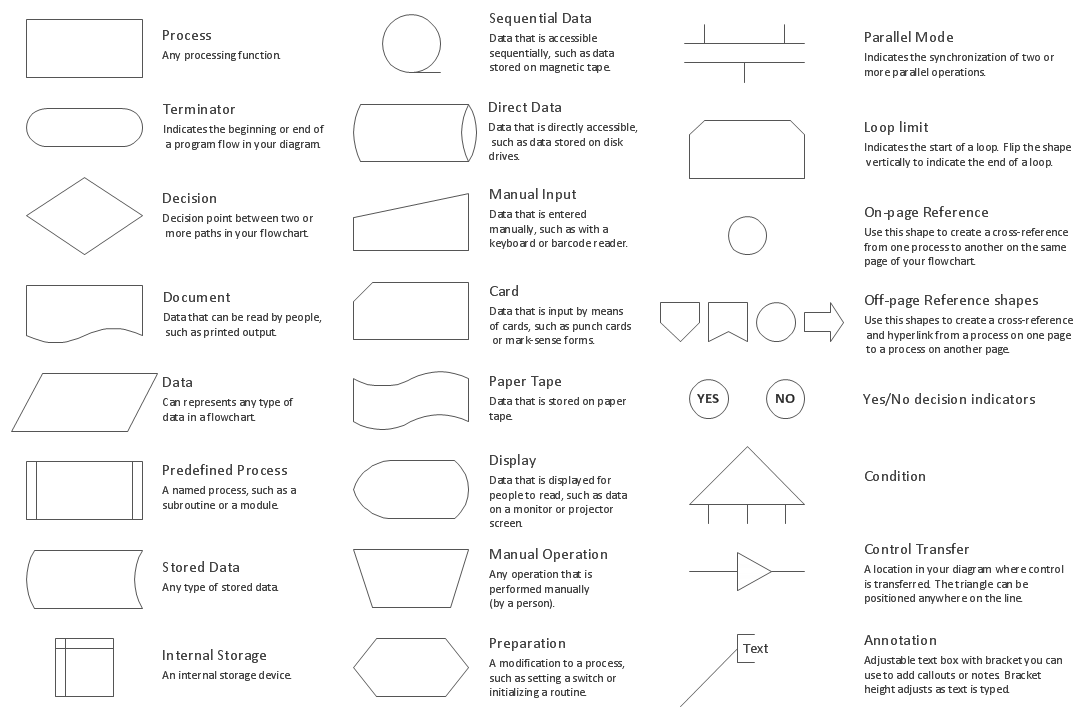 Process
Any processing function.
Terminator
Indicates the beginning or end of
a program flow in your diagram.
Decision
Decision point between two or
more paths in your flowchart.
Document
Data that can be read by people,
such as printed output.
Data
Can represents any type of
data in a flowchart.
Predefined Process
A named process, such as a
subroutine or a module.
Stored Data
Any type of stored data.
Internal Storage
An internal storage device.
Sequential Data
Data that is accessible
sequentially, such as data
stored on magnetic tape.
Direct Data
Data that is directly accessible,
such as data stored on disk
drives.
Manual Input
Data that is entered
manually, such as with a
keyboard or barcode reader.
Card
Data that is input by means
of cards, such as punch cards
or mark-sense forms.
Paper Tape
Data that is stored on paper
tape.
Display
Data that is displayed for
people to read, such as data
on a monitor or projector
screen.
Manual Operation
Any operation that is
performed manually
(by a person).
Preparation
A modification to a process,
such as setting a switch or
initializing a routine.
Parallel Mode
Indicates the synchronization of two or
more parallel operations.
Loop limit
Indicates the start of a loop. Flip the shape
vertically to indicate the end of a loop.
On-page Reference
Use this shape to create a cross-reference
from one process to another on the same
page of your flowchart.
Off-page Reference shapes
Use this shapes to create a cross-reference
and hyperlink from a process on one page
to a process on another page.
YES
NO
Yes/No decision indicators
Condition
Control Transfer
A location in your diagram where control
is transferred. The triangle can be
positioned anywhere on the line.
Text
Annotation
Adjustable text box with bracket you can
use to add callouts or notes. Bracket
height adjusts as text is typed.